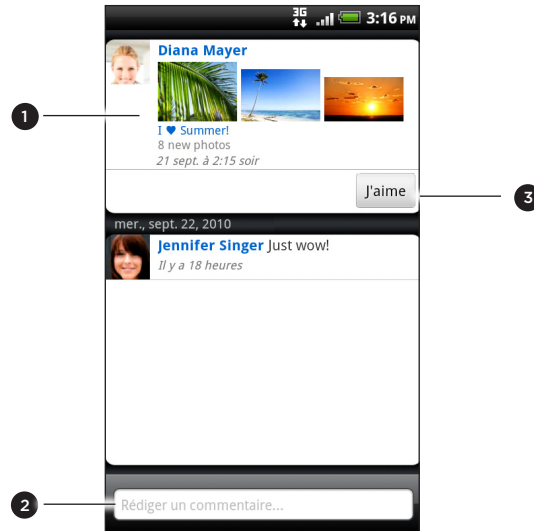 3G 3:16 PM
Diana Mayer
I ♥ Summer!
8 new photos
21 sept. à 2:15 soir
1
J'aime
3
mer., sept. 22, 2010
Jennifer Singer Just wow!
Il y a 18 heures
2
Rédiger un commentaire...